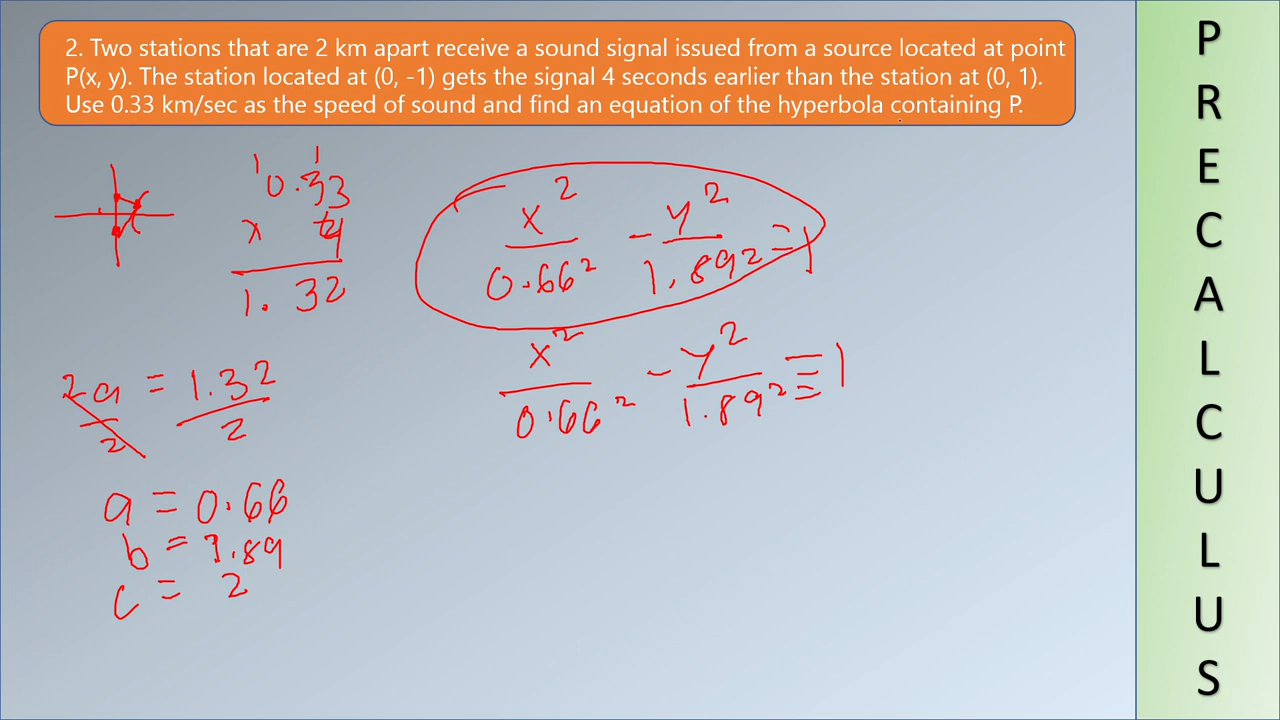 2. Two stations that are 2 km apart receive a sound signal issued from a source located at point
P(x, y). The station located at (0, -1) gets the signal 4 seconds earlier than the station at (0, 1).
Use 0.33 km/sec as the speed of sound and find an equation of the hyperbola containing P.
1 1
0.33
x 4
1.32
x² / 0.66² - y² / 1.89² = 1
x² / 0.66² - y² / 1.89² = 1
2a / 2 = 1.32 / 2
a = 0.66
b = 1.89
c = 2
P
R
E
C
A
L
C
U
L
U
S